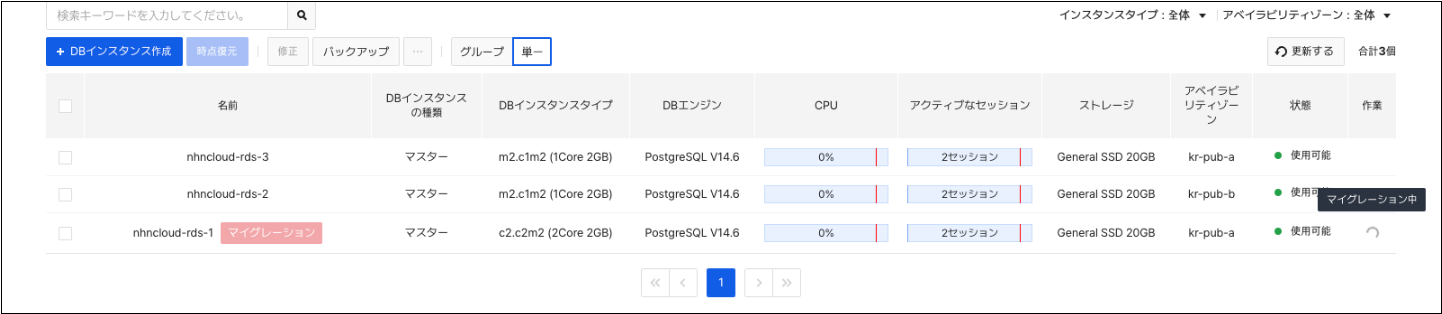 検索キーワードを入力してください。
インスタンスタイプ : 全体 ▼ アベイラビリティゾーン : 全体 ▼
+ DBインスタンス作成 時点復元 修正 バックアップ ... グループ 単一 更新する 合計3個
名前 DBインスタンスの種類 DBインスタンスタイプ DBエンジン CPU アクティブなセッション ストレージ アベイラビリティゾーン 状態 作業
nhncloud-rds-3 マスター m2.c1m2 (1Core 2GB) PostgreSQL V14.6 0% 2セッション General SSD 20GB kr-pub-a 使用可能
nhncloud-rds-2 マスター m2.c1m2 (1Core 2GB) PostgreSQL V14.6 0% 2セッション General SSD 20GB kr-pub-b 使用可
マイグレーション中
nhncloud-rds-1 マイグレーション マスター c2.c2m2 (2Core 2GB) PostgreSQL V14.6 0% 2セッション General SSD 20GB kr-pub-a 使用可能
« ‹ 1 › »